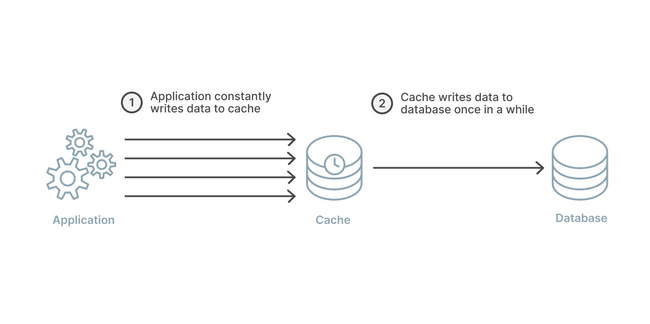 1
Application constantly
writes data to cache
2
Cache writes data to
database once in a while
Application
Cache
Database